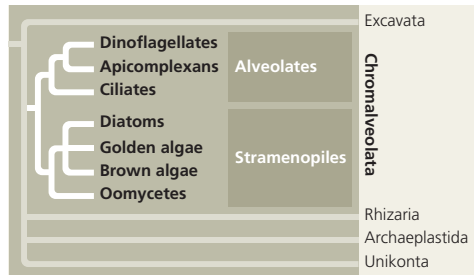 Excavata
Dinoflagellates
Apicomplexans
Ciliates
Alveolates
Diatoms
Golden algae
Brown algae
Oomycetes
Stramenopiles
Chromalveolata
Rhizaria
Archaeplastida
Unikonta